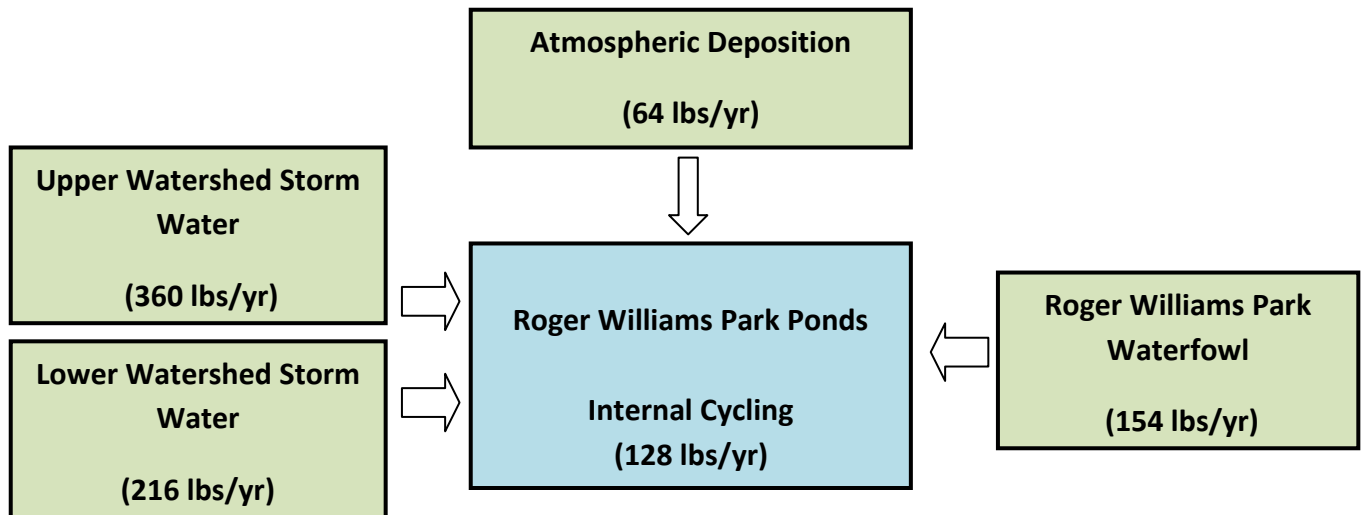 Atmospheric Deposition
(64 lbs/yr)
Upper Watershed Storm
Water
(360 lbs/yr)
Lower Watershed Storm
Water
(216 lbs/yr)
Roger Williams Park Ponds
Internal Cycling
(128 lbs/yr)
Roger Williams Park
Waterfowl
(154 lbs/yr)